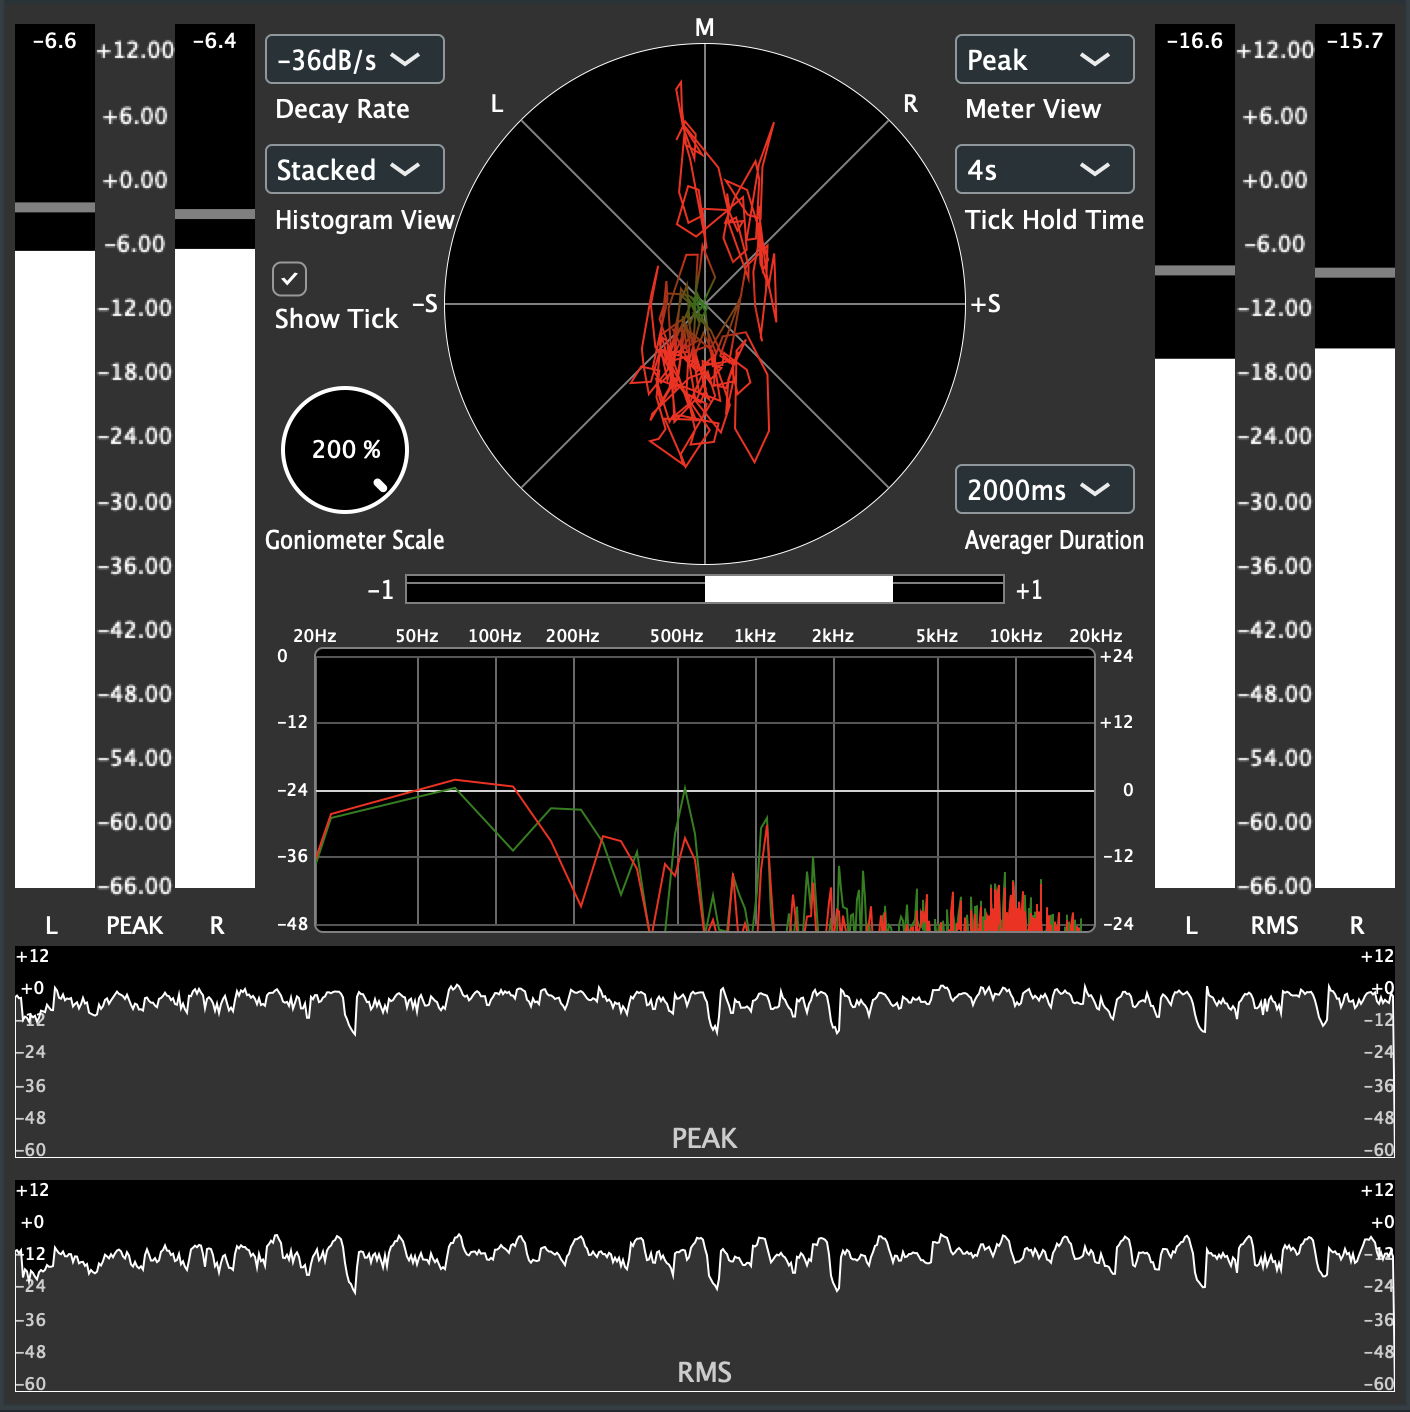 -6.6
-6.4
+12.00
+6.00
+0.00
-6.00
-12.00
-18.00
-24.00
-30.00
-36.00
-42.00
-48.00
-54.00
-60.00
-66.00
L PEAK R
-36dB/s
Decay Rate
Stacked
Histogram View
Show Tick
200 %
Goniometer Scale
M
L
R
-S
+S
Peak
Meter View
4s
Tick Hold Time
2000ms
Averager Duration
-16.6
-15.7
+12.00
+6.00
+0.00
-6.00
-12.00
-18.00
-24.00
-30.00
-36.00
-42.00
-48.00
-54.00
-60.00
-66.00
L RMS R
-1
+1
20Hz 50Hz 100Hz 200Hz 500Hz 1kHz 2kHz 5kHz 10kHz 20kHz
0 +24
-12 +12
-24 0
-36 -12
-48 -24
+12 +12
+0 +0
-12 -12
-24 -24
-36 -36
-48 -48
-60 -60
PEAK
+12 +12
+0 +0
-12 -12
-24 -24
-36 -36
-48 -48
-60 -60
RMS